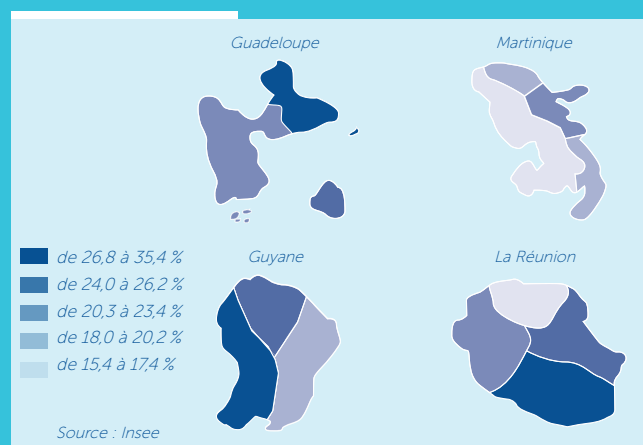 Guadeloupe
Martinique
Guyane
La Réunion
de 26,8 à 35,4 %
de 24,0 à 26,2 %
de 20,3 à 23,4 %
de 18,0 à 20,2 %
de 15,4 à 17,4 %
Source : Insee